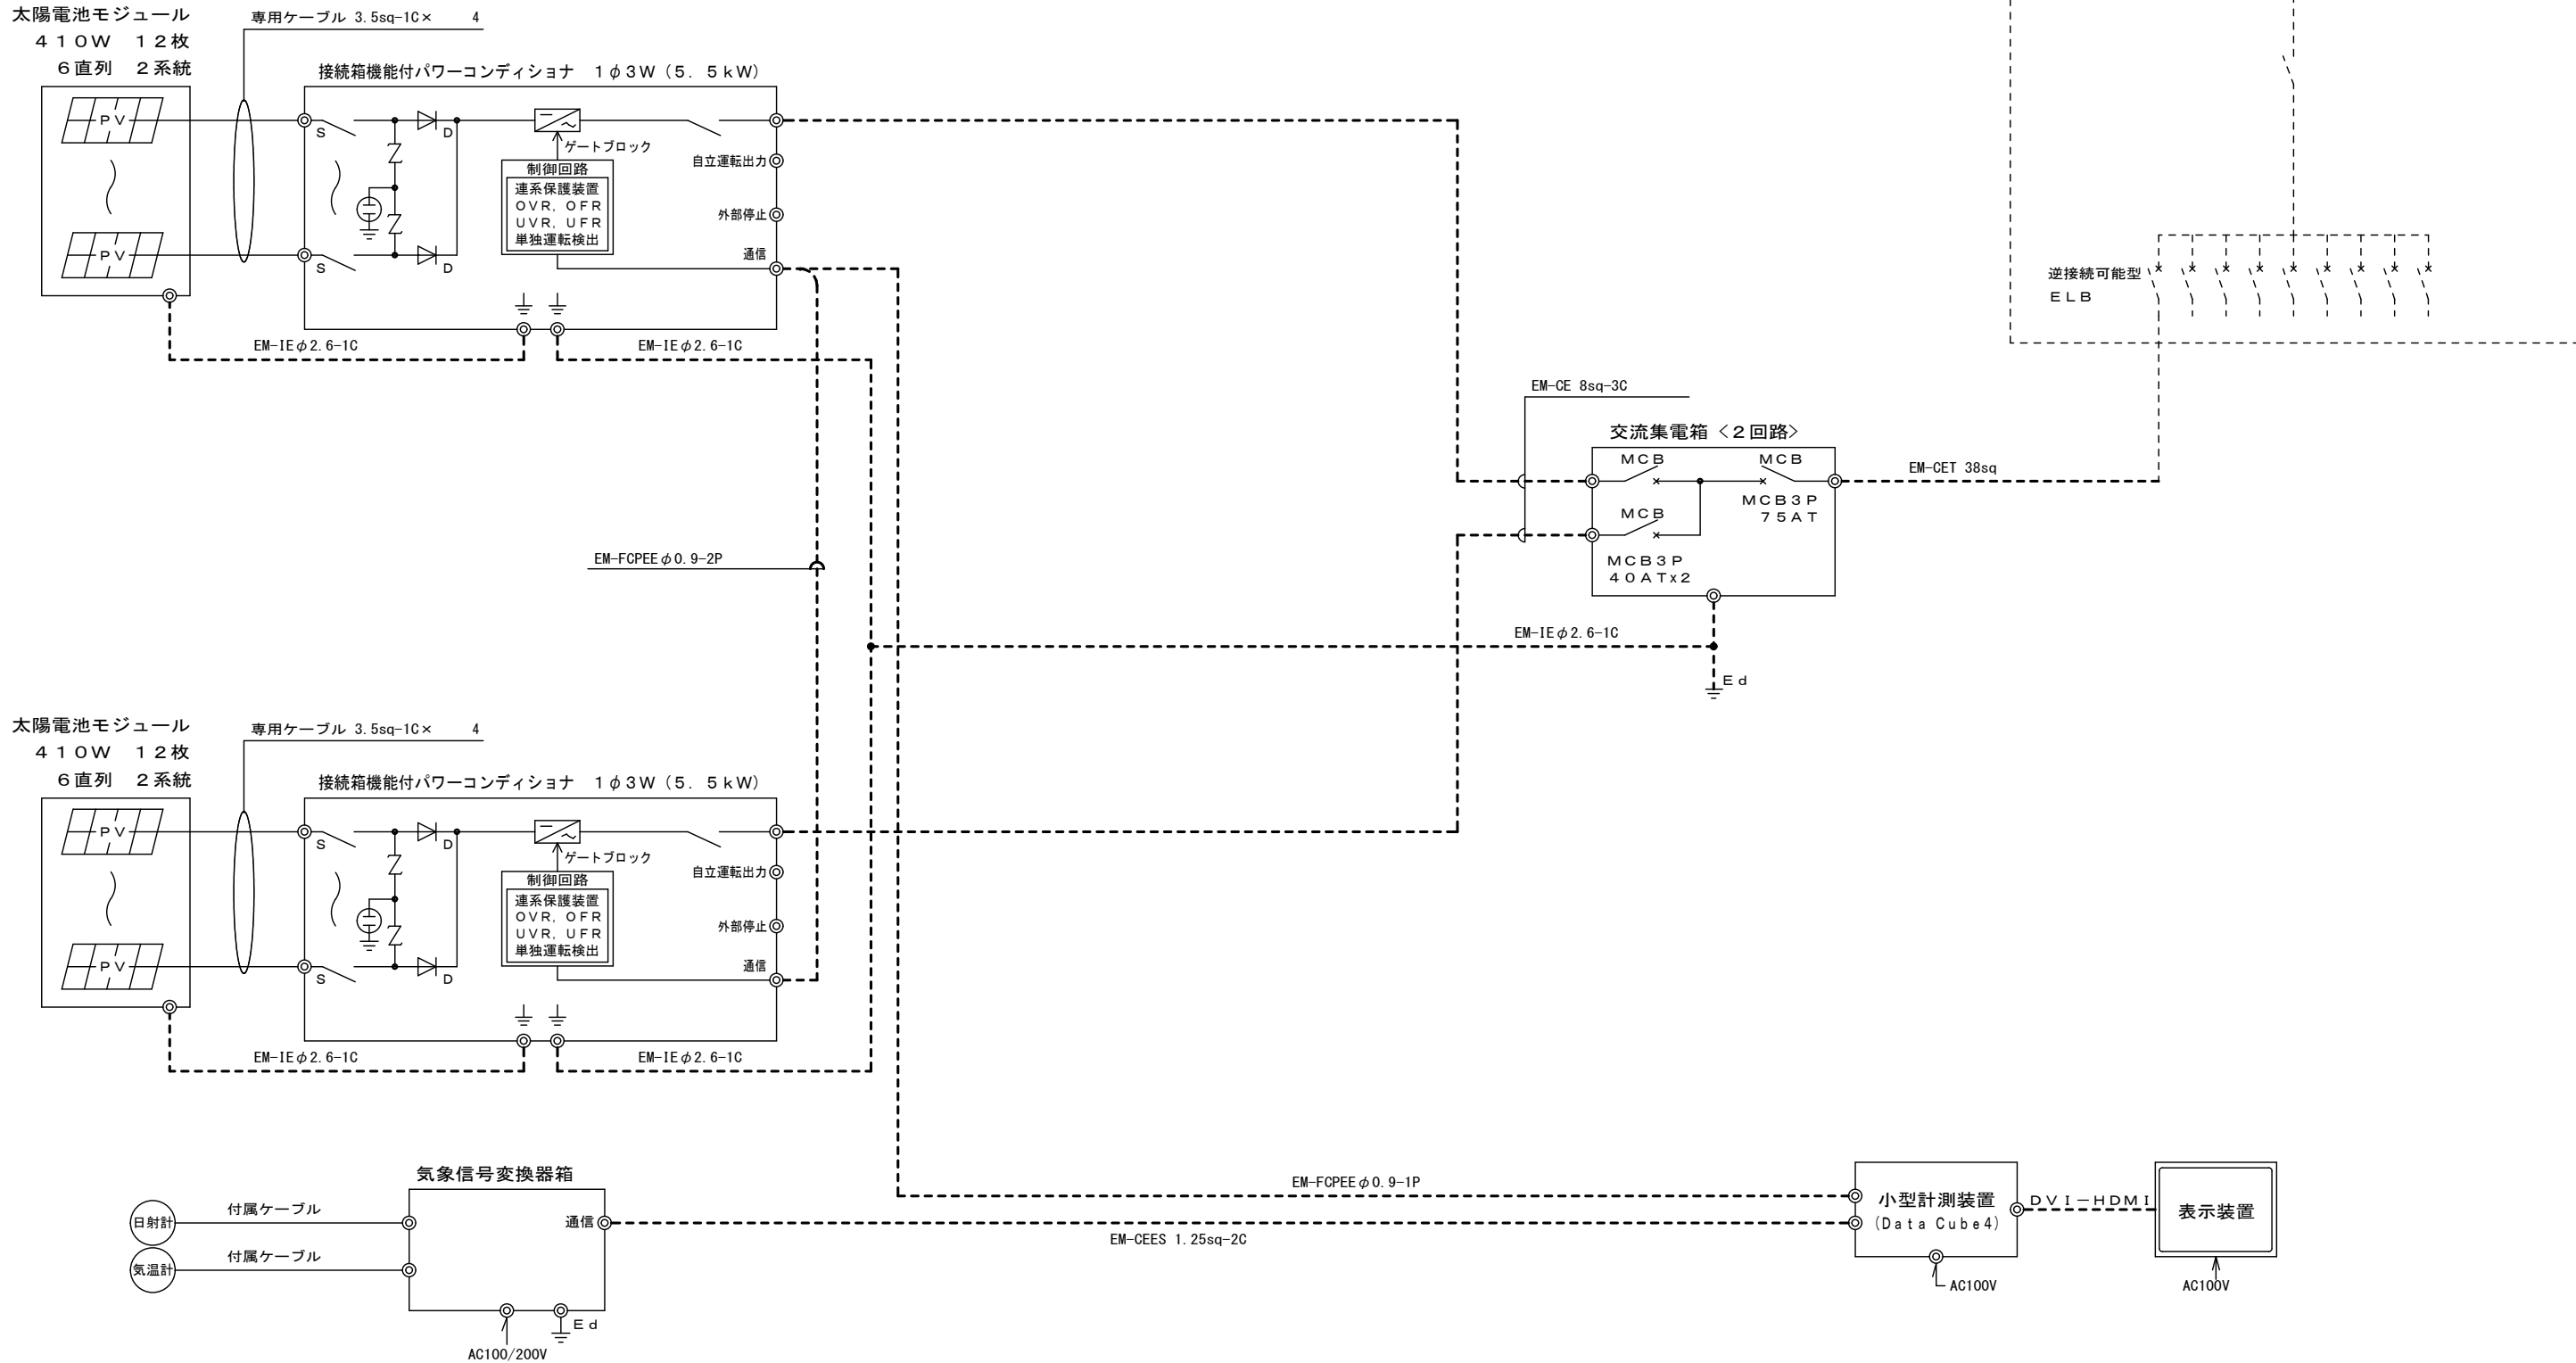 太陽電池モジュール
４１０Ｗ　１２枚
６直列　２系統
専用ケーブル 3.5sq-1C×　4
接続箱機能付パワーコンディショナ　１φ３Ｗ（５．５ｋＷ）
ＰＶ
ＰＶ
Ｓ
Ｓ
Ｄ
Ｄ
ゲートブロック
制御回路
連系保護装置
ＯＶＲ，ＯＦＲ
ＵＶＲ，ＵＦＲ
単独運転検出
自立運転出力
外部停止
通信
EM-IEφ2.6-1C
EM-IEφ2.6-1C
逆接続可能型
ＥＬＢ
EM-CE 8sq-3C
交流集電箱＜２回路＞
ＭＣＢ
ＭＣＢ
ＭＣＢ
ＭＣＢ３Ｐ
７５ＡＴ
ＭＣＢ３Ｐ
４０ＡＴx２
EM-CET 38sq
EM-FCPEEφ0.9-2P
EM-IEφ2.6-1C
Ｅｄ
太陽電池モジュール
４１０Ｗ　１２枚
６直列　２系統
専用ケーブル 3.5sq-1C×　4
接続箱機能付パワーコンディショナ　１φ３Ｗ（５．５ｋＷ）
ＰＶ
ＰＶ
Ｓ
Ｓ
Ｄ
Ｄ
ゲートブロック
制御回路
連系保護装置
ＯＶＲ，ＯＦＲ
ＵＶＲ，ＵＦＲ
単独運転検出
自立運転出力
外部停止
通信
EM-IEφ2.6-1C
EM-IEφ2.6-1C
気象信号変換器箱
日射計
付属ケーブル
気温計
付属ケーブル
通信
AC100/200V
Ｅｄ
EM-FCPEEφ0.9-1P
EM-CEES 1.25sq-2C
小型計測装置
(Data Cube4)
AC100V
ＤＶＩ－ＨＤＭＩ
表示装置
AC100V